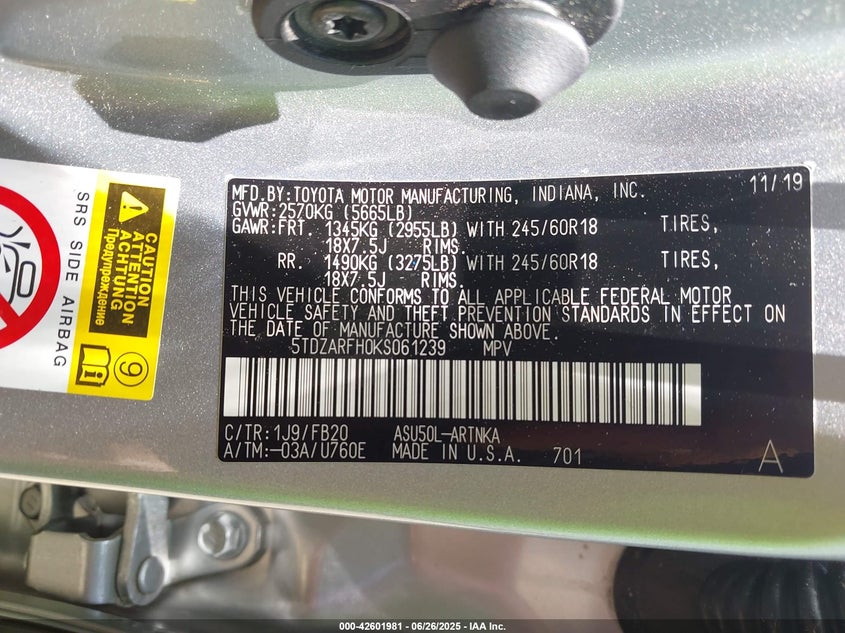 MFD.BY:TOYOTA MOTOR MANUFACTURING, INDIANA, INC. 11/19
GVWR:2570KG (5665LB)
GAWR:FRT. 1345KG (2955LB) WITH 245/60R18 TIRES,
18X7.5J RIMS.
RR. 1490KG (3275LB) WITH 245/60R18 TIRES,
18X7.5J RIMS.
THIS VEHICLE CONFORMS TO ALL APPLICABLE FEDERAL MOTOR
VEHICLE SAFETY AND THEFT PREVENTION STANDARDS IN EFFECT ON
THE DATE OF MANUFACTURE SHOWN ABOVE.
5TDZARFH0KS061239 MPV
C/TR:1J9/FB20 ASU50L-ARTNKA
A/TM:-03A/U760E MADE IN U.S.A. 701 A
SRS SIDE AIRBAG
CAUTION
ATTENTION
ACHTUNG
Предупреждение
9
000-42601981 | 06/26/2025 | IAA Inc.